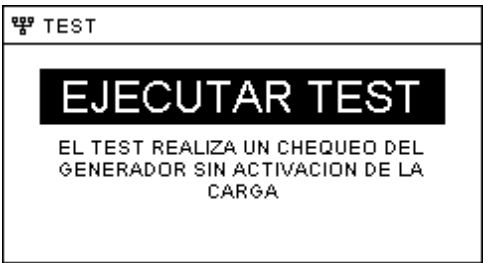 TEST
EJECUTAR TEST
EL TEST REALIZA UN CHEQUEO DEL
GENERADOR SIN ACTIVACION DE LA
CARGA